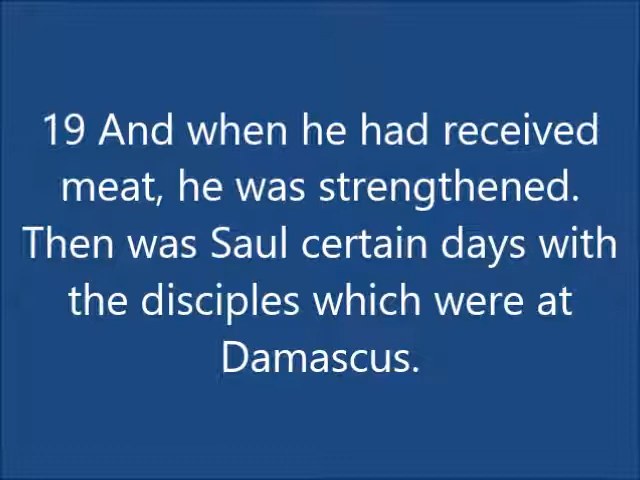 19 And when he had received
meat, he was strengthened.
Then was Saul certain days with
the disciples which were at
Damascus.